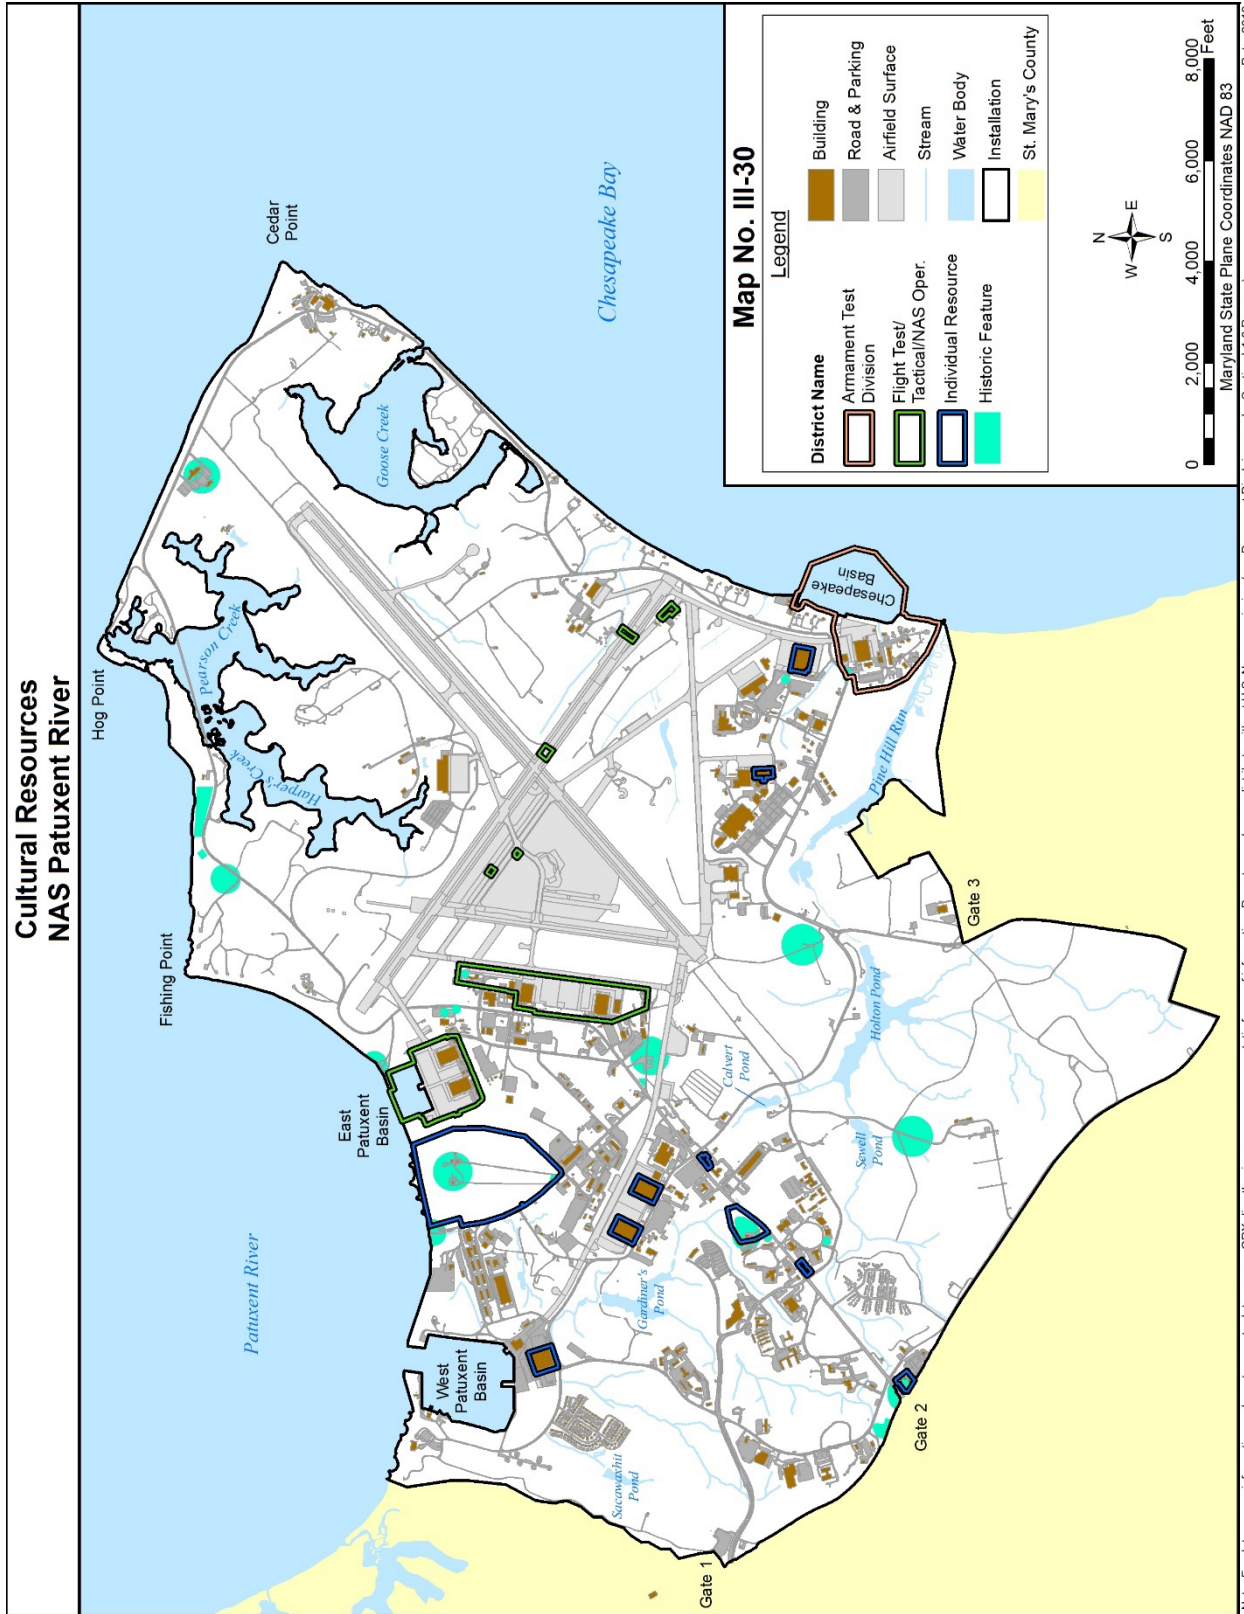 Cultural Resources
NAS Patuxent River
Hog Point
Cedar
Point
Fishing Point
Pearson Creek
Harper's Creek
Goose Creek
Chesapeake Bay
East
Patuxent
Basin
Patuxent River
West
Patuxent
Basin
Chesapeake
Basin
Pine Hill Run
Gate 3
Holton Pond
Calvert
Pond
Sewell
Pond
Gardiner's
Pond
Sacawaxhit
Pond
Gate 2
Gate 1
Map No. III-30
Legend
District Name
Armament Test
Division
Flight Test/
Tactical/NAS Oper.
Individual Resource
Historic Feature
Building
Road & Parking
Airfield Surface
Stream
Water Body
Installation
St. Mary's County
N
W
E
S
0
2,000
4,000
6,000
8,000
Feet
Maryland State Plane Coordinates NAD 83